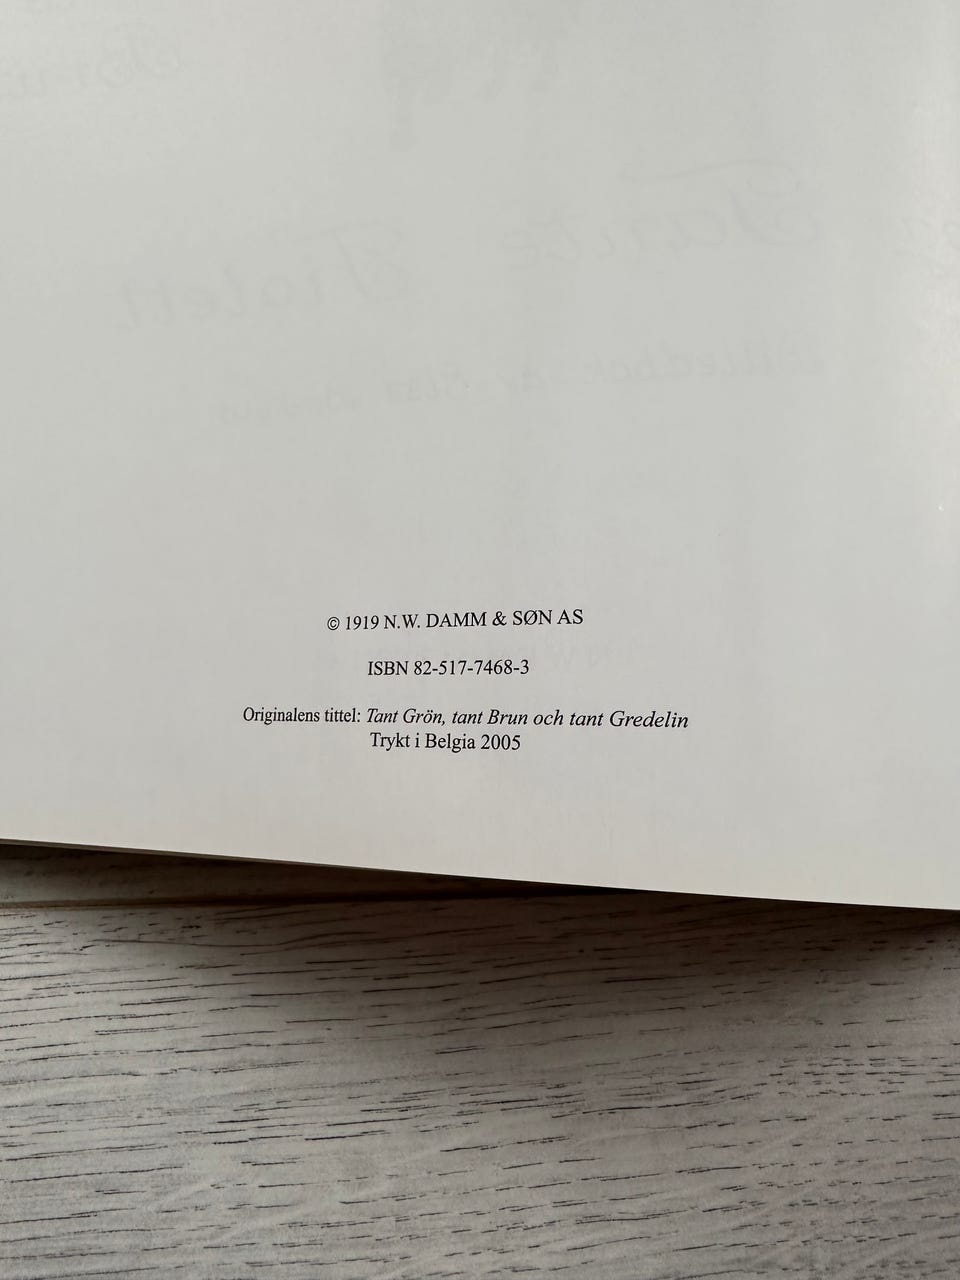 © 1919 N.W. DAMM & SØN AS
ISBN 82-517-7468-3
Originalens tittel: Tant Grön, tant Brun och tant Gredelin
Trykt i Belgia 2005